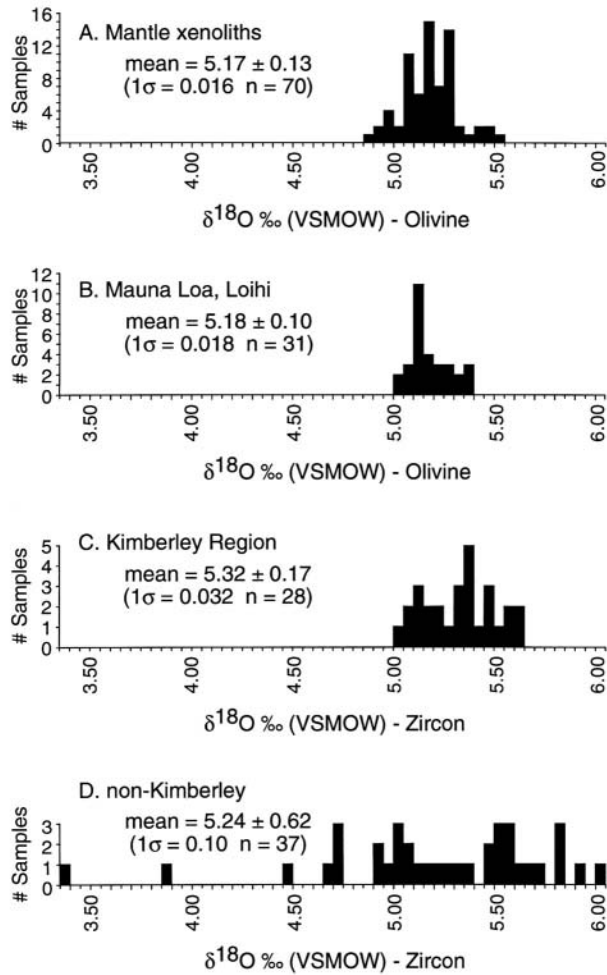 A. Mantle xenoliths
mean = 5.17 ± 0.13
(1σ = 0.016 n = 70)
# Samples
16
12
8
4
0
3.50
4.00
4.50
5.00
5.50
6.00
δ18O ‰ (VSMOW) - Olivine
B. Mauna Loa, Loihi
mean = 5.18 ± 0.10
(1σ = 0.018 n = 31)
# Samples
12
10
8
6
4
2
0
3.50
4.00
4.50
5.00
5.50
6.00
δ18O ‰ (VSMOW) - Olivine
C. Kimberley Region
mean = 5.32 ± 0.17
(1σ = 0.032 n = 28)
# Samples
5
4
3
2
1
0
3.50
4.00
4.50
5.00
5.50
6.00
δ18O ‰ (VSMOW) - Zircon
D. non-Kimberley
mean = 5.24 ± 0.62
(1σ = 0.10 n = 37)
# Samples
3
2
1
0
3.50
4.00
4.50
5.00
5.50
6.00
δ18O ‰ (VSMOW) - Zircon